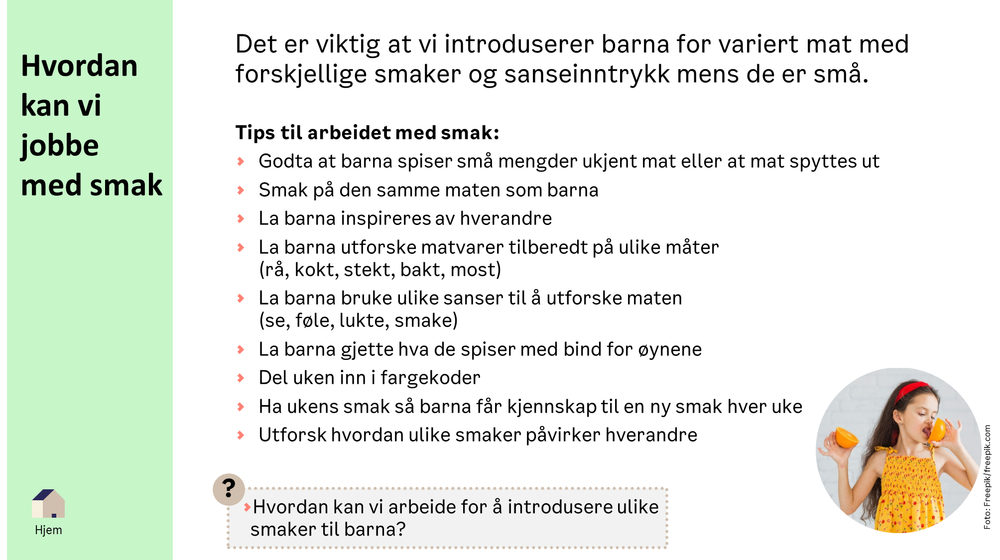 Hvordan
kan vi
jobbe
med smak
Det er viktig at vi introduserer barna for variert mat med
forskjellige smaker og sanseinntrykk mens de er små.
Tips til arbeidet med smak:
Godta at barna spiser små mengder ukjent mat eller at mat spyttes ut
Smak på den samme maten som barna
La barna inspireres av hverandre
La barna utforske matvarer tilberedt på ulike måter
(rå, kokt, stekt, bakt, most)
La barna bruke ulike sanser til å utforske maten
(se, føle, lukte, smake)
La barna gjette hva de spiser med bind for øynene
Del uken inn i fargekoder
Ha ukens smak så barna får kjennskap til en ny smak hver uke
Utforsk hvordan ulike smaker påvirker hverandre
?
Hvordan kan vi arbeide for å introdusere ulike
smaker til barna?
Hjem
Foto: Freepik/freepik.com